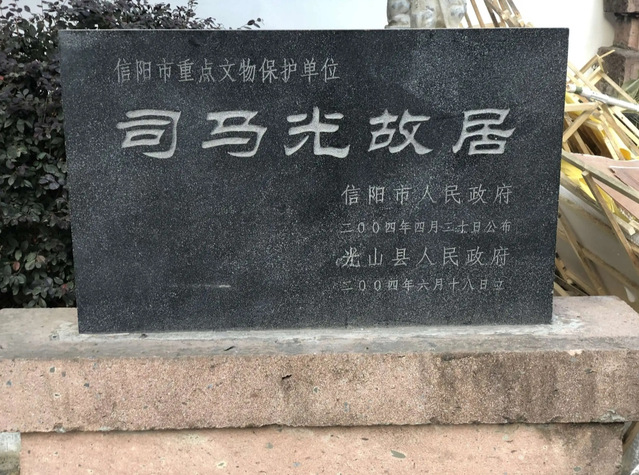 信阳市重点文物保护单位
司马光故居
信阳市人民政府
二〇〇四年四月二十日公布
光山县人民政府
二〇〇四年六月十八日立